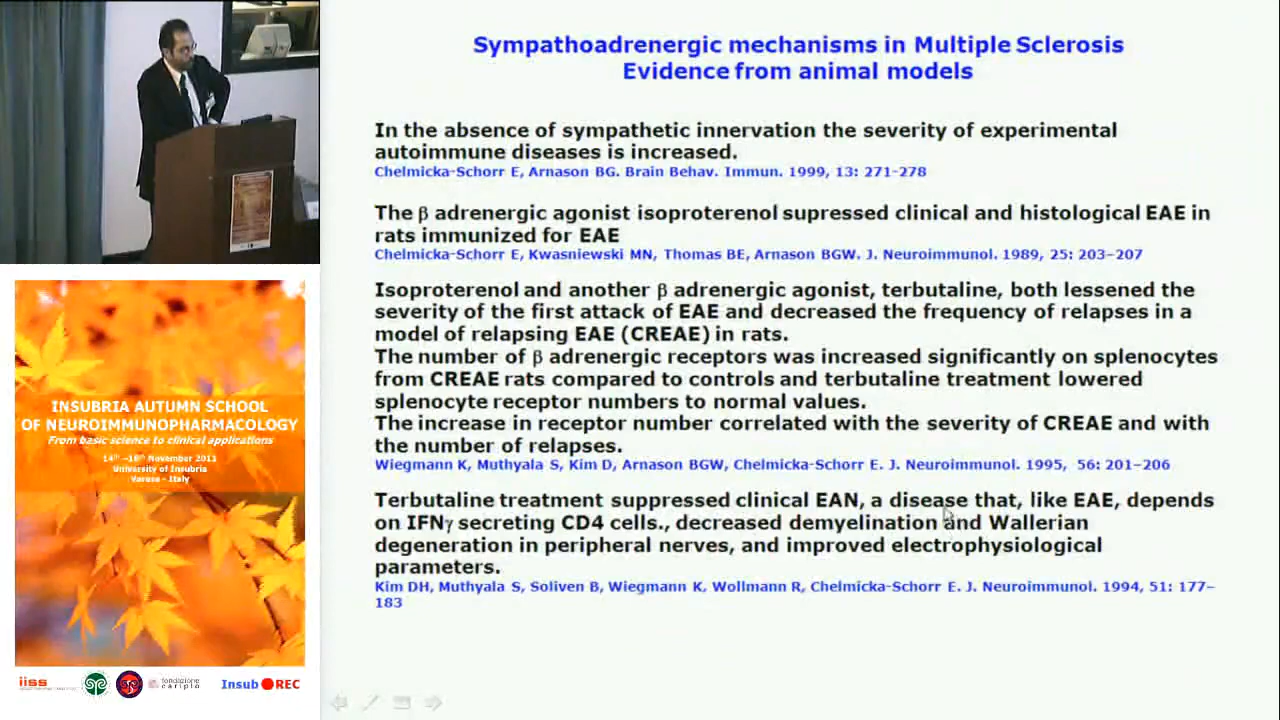 Sympathoadrenergic mechanisms in Multiple Sclerosis
Evidence from animal models
In the absence of sympathetic innervation the severity of experimental
autoimmune diseases is increased.
Chelmicka-Schorr E, Arnason BG. Brain Behav. Immun. 1999, 13: 271-278
The β adrenergic agonist isoproterenol supressed clinical and histological EAE in
rats immunized for EAE
Chelmicka-Schorr E, Kwasniewski MN, Thomas BE, Arnason BGW. J. Neuroimmunol. 1989, 25: 203–207
Isoproterenol and another β adrenergic agonist, terbutaline, both lessened the
severity of the first attack of EAE and decreased the frequency of relapses in a
model of relapsing EAE (CREAE) in rats.
The number of β adrenergic receptors was increased significantly on splenocytes
from CREAE rats compared to controls and terbutaline treatment lowered
splenocyte receptor numbers to normal values.
The increase in receptor number correlated with the severity of CREAE and with
the number of relapses.
Wiegmann K, Muthyala S, Kim D, Arnason BGW, Chelmicka-Schorr E. J. Neuroimmunol. 1995, 56: 201–206
Terbutaline treatment suppressed clinical EAN, a disease that, like EAE, depends
on IFNγ secreting CD4 cells., decreased demyelination and Wallerian
degeneration in peripheral nerves, and improved electrophysiological
parameters.
Kim DH, Muthyala S, Soliven B, Wiegmann K, Wollmann R, Chelmicka-Schorr E. J. Neuroimmunol. 1994, 51: 177–
183
INSUBRIA AUTUMN SCHOOL
OF NEUROIMMUNOPHARMACOLOGY
From basic science to clinical applications
14th -16th November 2011
University of Insubria
Varese - Italy
iiss
fondazione
cariplo
Insub REC